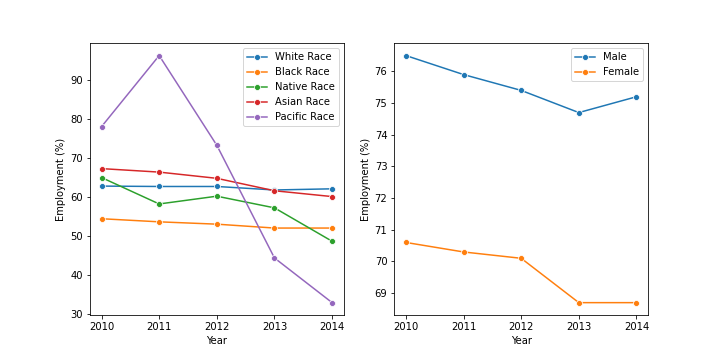 White Race
Black Race
Native Race
Asian Race
Pacific Race
90
80
70
60
50
40
30
Employment (%)
2010 2011 2012 2013 2014
Year
Male
Female
76
75
74
73
72
71
70
69
Employment (%)
2010 2011 2012 2013 2014
Year